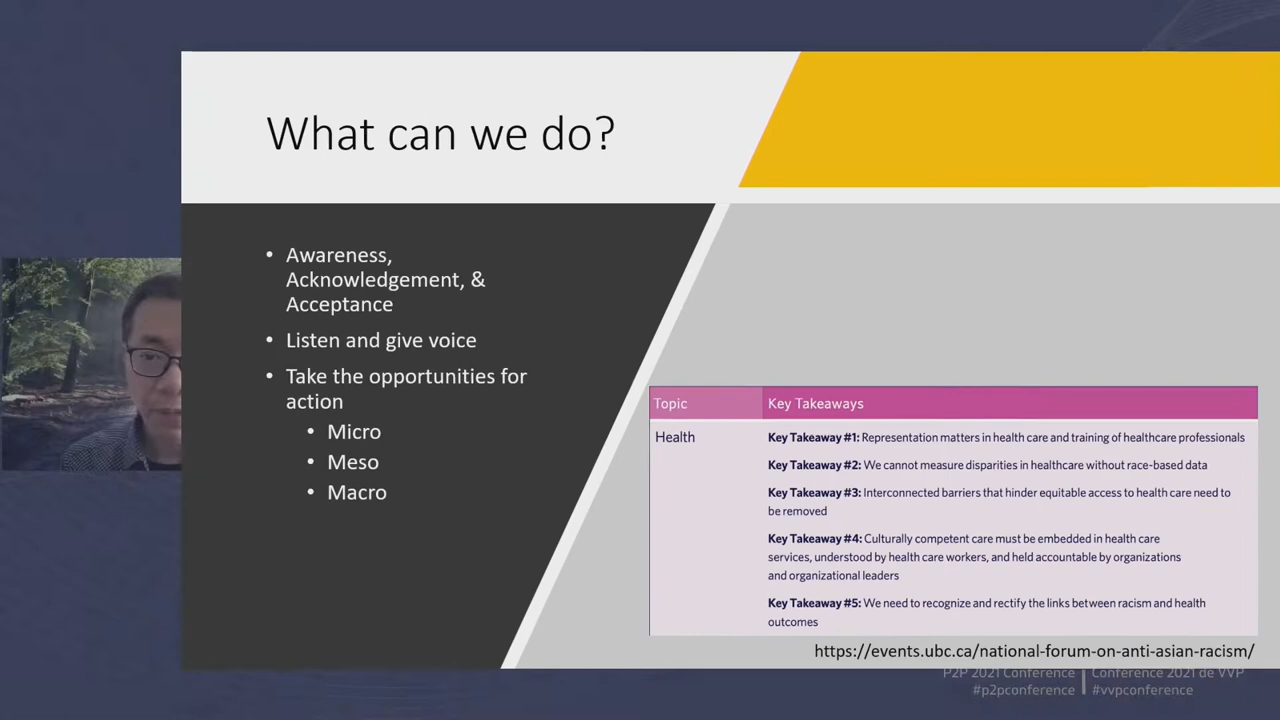 What can we do?
• Awareness,
Acknowledgement, &
Acceptance
• Listen and give voice
• Take the opportunities for
action
• Micro
• Meso
• Macro
Topic Key Takeaways
Health Key Takeaway #1: Representation matters in health care and training of healthcare professionals
Key Takeaway #2: We cannot measure disparities in healthcare without race-based data
Key Takeaway #3: Interconnected barriers that hinder equitable access to health care need to
be removed
Key Takeaway #4: Culturally competent care must be embedded in health care
services, understood by health care workers, and held accountable by organizations
and organizational leaders
Key Takeaway #5: We need to recognize and rectify the links between racism and health
outcomes
https://events.ubc.ca/national-forum-on-anti-asian-racism/
P2P 2021 Conference | Conférence 2021 de VVP
#p2pconference | #vvpconference